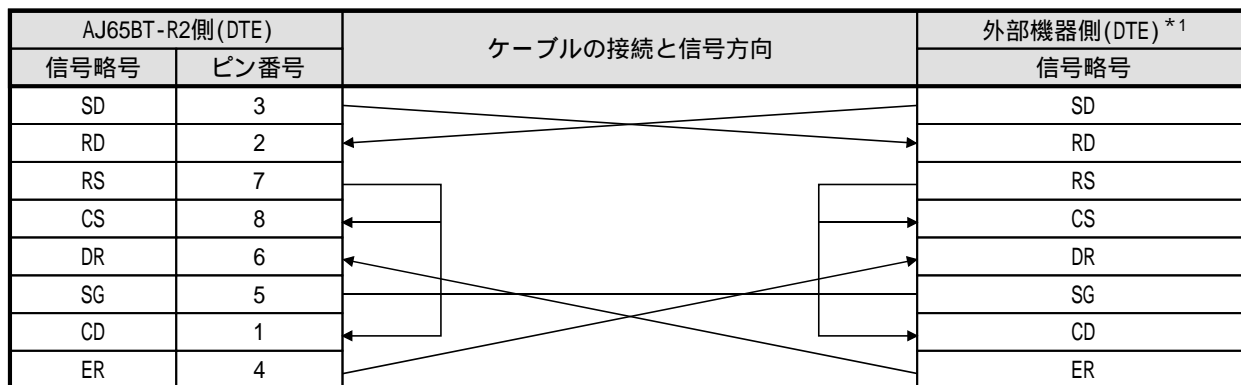 AJ65BT-R2側(DTE) ケーブルの接続と信号方向 外部機器側(DTE)*1
信号略号 ピン番号 信号略号
SD 3 SD
RD 2 RD
RS 7 RS
CS 8 CS
DR 6 DR
SG 5 SG
CD 1 CD
ER 4 ER